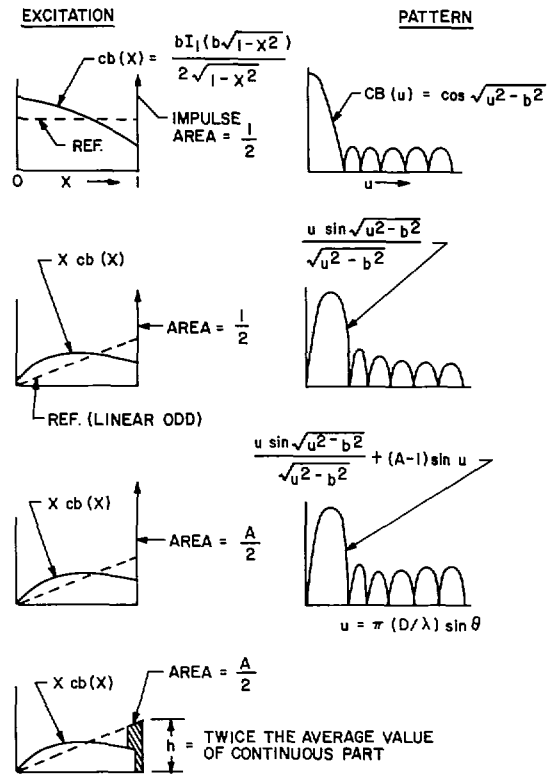 EXCITATION
PATTERN
cb(X) = bI₁(b√1-X²) / 2√1-X²
IMPULSE
AREA = 1/2
REF.
0 X → 1
CB(u) = cos √u²-b²
u →
X cb(X)
AREA = 1/2
REF. (LINEAR ODD)
u sin √u²-b² / √u²-b²
X cb(X)
AREA = A/2
u sin √u²-b² / √u²-b² + (A-1) sin u
u = π (D/λ) sin θ
X cb(X)
AREA = A/2
h = TWICE THE AVERAGE VALUE
OF CONTINUOUS PART